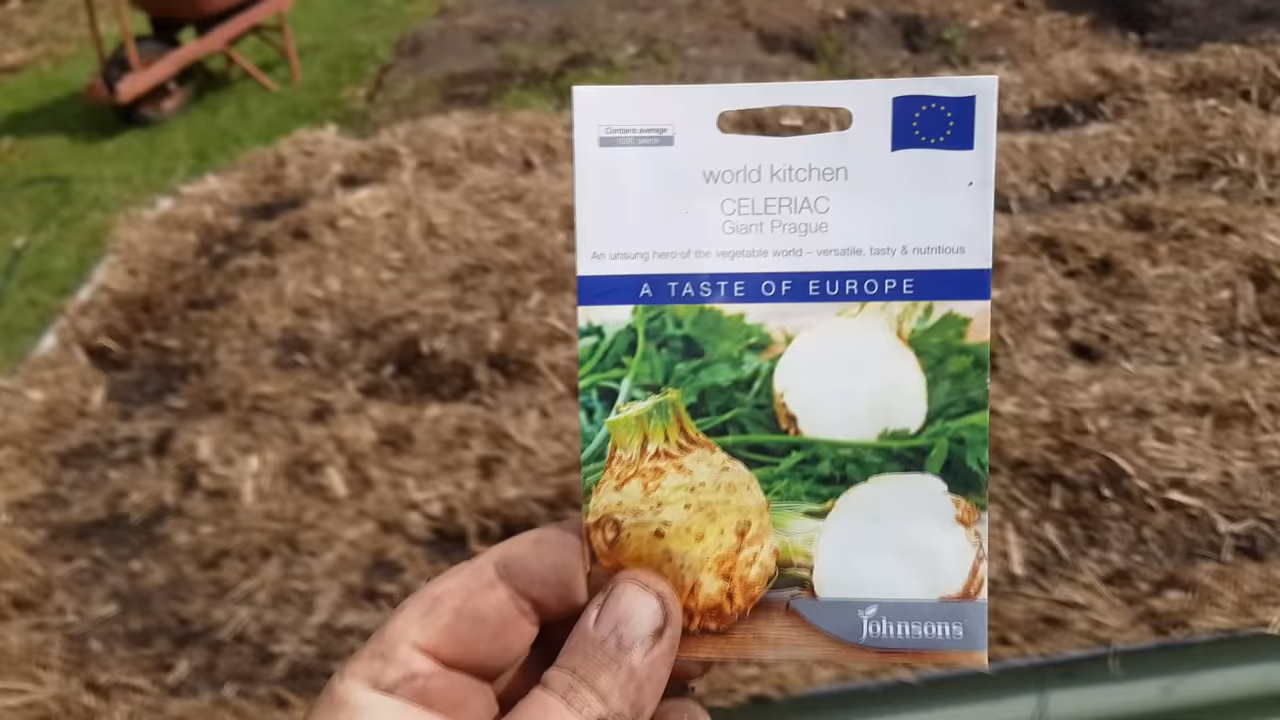 Contains average
1000 seeds
world kitchen
CELERIAC
Giant Prague
An unsung hero of the vegetable world – versatile, tasty & nutritious
A TASTE OF EUROPE
johnsons